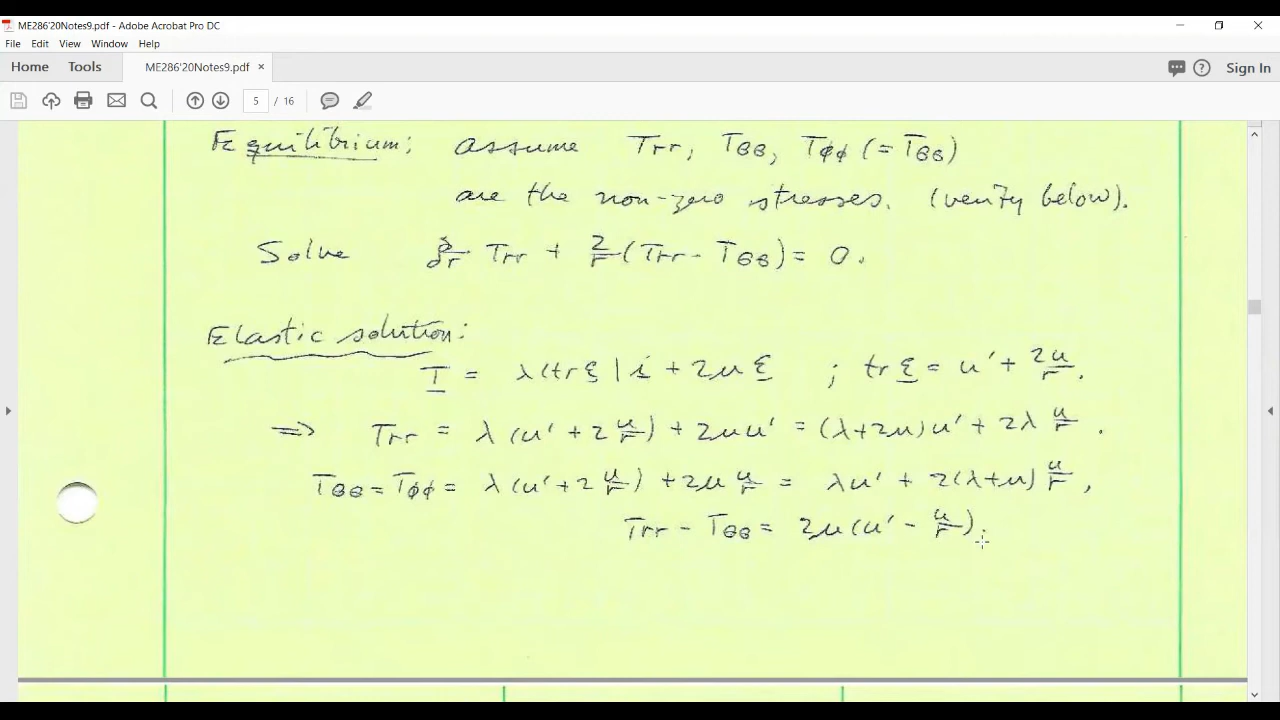 ME286'20Notes9.pdf - Adobe Acrobat Pro DC
File Edit View Window Help
Home Tools ME286'20Notes9.pdf × Sign In
5 / 16
Equilibrium: assume Trr, Tθθ, Tϕϕ (= Tθθ)
are the non-zero stresses. (verify below).
Solve ∂/∂r Trr + 2/r (Trr - Tθθ) = 0.
Elastic solution:
T = λ(tr ε) i + 2μ ε ; tr ε = u' + 2u/r.
⇒ Trr = λ(u' + 2 u/r) + 2μu' = (λ+2μ)u' + 2λ u/r.
Tθθ = Tϕϕ = λ(u' + 2 u/r) + 2μ u/r = λu' + 2(λ+μ) u/r,
Trr - Tθθ = 2μ(u' - u/r).